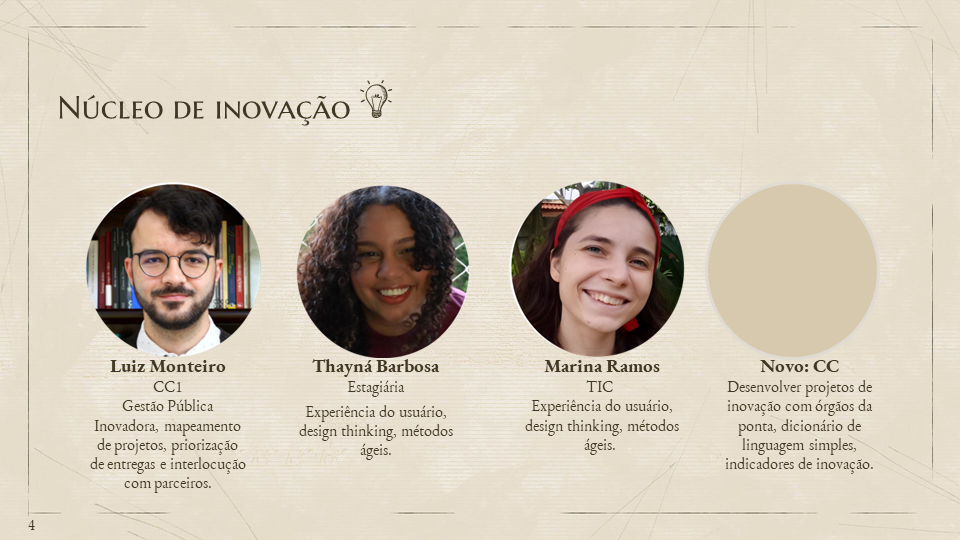 Núcleo de inovação
Luiz Monteiro
CC1
Gestão Pública
Inovadora, mapeamento
de projetos, priorização
de entregas e interlocução
com parceiros.
Thayná Barbosa
Estagiária
Experiência do usuário,
design thinking, métodos
ágeis.
Marina Ramos
TIC
Experiência do usuário,
design thinking, métodos
ágeis.
Novo: CC
Desenvolver projetos de
inovação com órgãos da
ponta, dicionário de
linguagem simples,
indicadores de inovação.
4